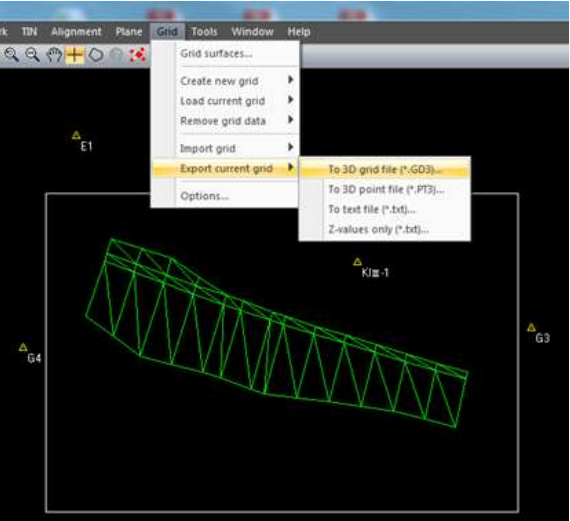 rk TIN Alignment Plane Grid Tools Window Help
Grid surfaces...
Create new grid
Load current grid
Remove grid data
Import grid
Export current grid
Options...
To 3D grid file (*.GD3)...
To 3D point file (*.PT3)...
To text file (*.txt)...
Z-values only (*.txt)...
E1
KIⅢ-1
G3
G4